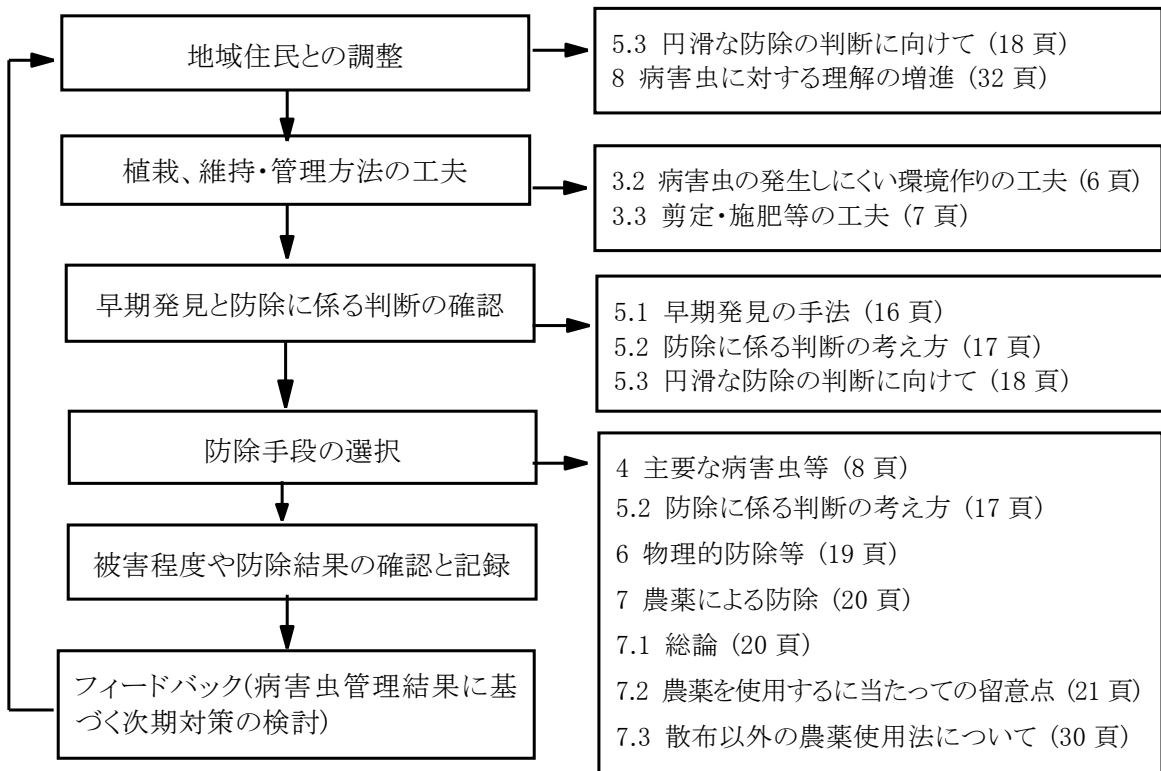 地域住民との調整
5.3 円滑な防除の判断に向けて (18 頁)
8 病害虫に対する理解の増進 (32 頁)
植栽、維持・管理方法の工夫
3.2 病害虫の発生しにくい環境作りの工夫 (6 頁)
3.3 剪定・施肥等の工夫 (7 頁)
早期発見と防除に係る判断の確認
5.1 早期発見の手法 (16 頁)
5.2 防除に係る判断の考え方 (17 頁)
5.3 円滑な防除の判断に向けて (18 頁)
防除手段の選択
4 主要な病害虫等 (8 頁)
5.2 防除に係る判断の考え方 (17 頁)
6 物理的防除等 (19 頁)
7 農薬による防除 (20 頁)
7.1 総論 (20 頁)
7.2 農薬を使用するに当たっての留意点 (21 頁)
7.3 散布以外の農薬使用法について (30 頁)
被害程度や防除結果の確認と記録
フィードバック(病害虫管理結果に基
づく次期対策の検討)